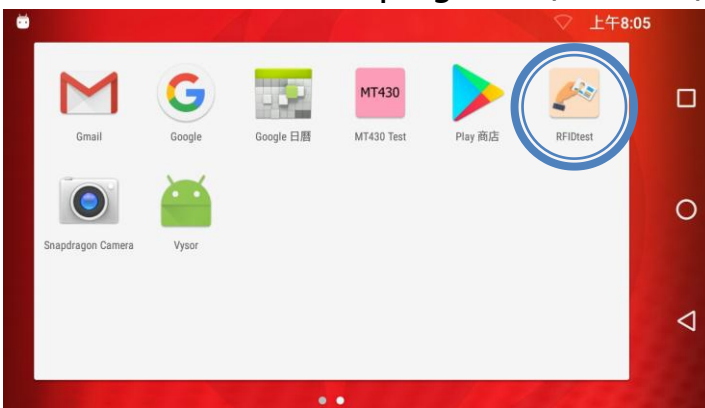 上午8:05
MT430
Gmail
Google
Google 日曆
MT430 Test
Play 商店
RFIDtest
Snapdragon Camera
Vysor